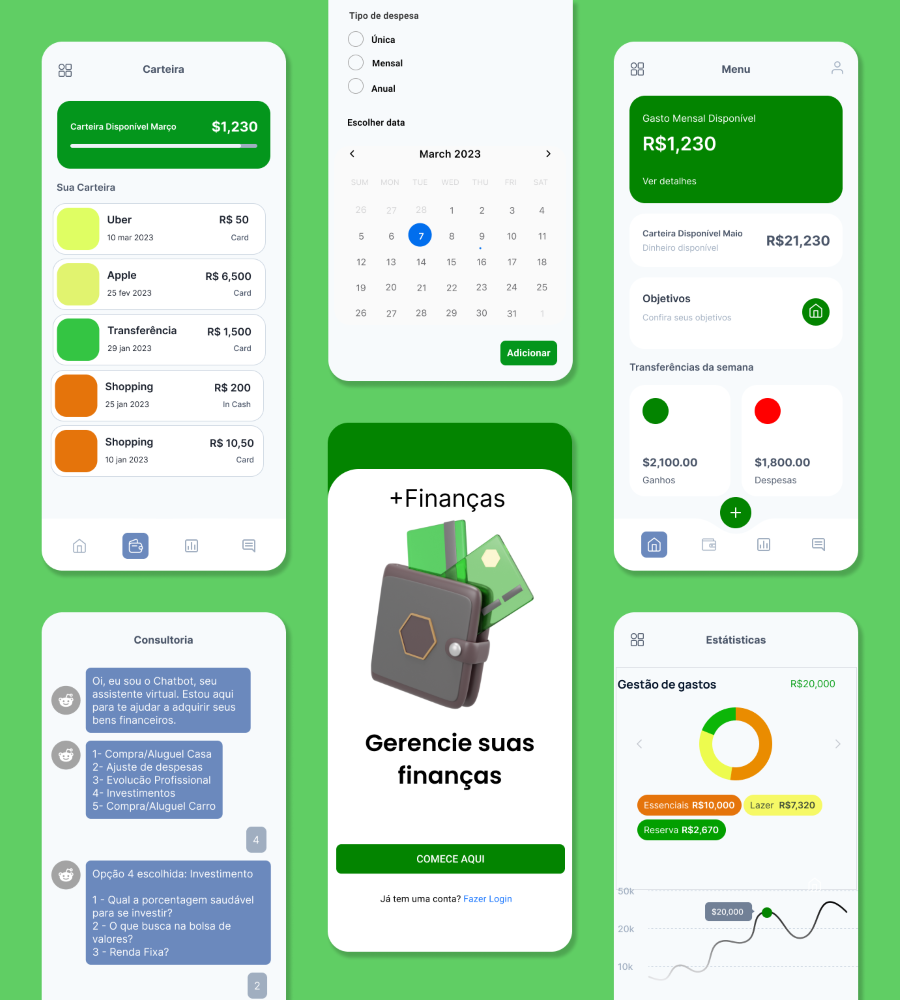 Carteira
Carteira Disponível Março
$1,230
Sua Carteira
Uber
R$ 50
10 mar 2023
Card
Apple
R$ 6,500
25 fev 2023
Card
Transferência
R$ 1,500
29 jan 2023
Card
Shopping
R$ 200
25 jan 2023
In Cash
Shopping
R$ 10,50
10 jan 2023
Card
Consultoria
Oi, eu sou o Chatbot, seu
assistente virtual. Estou aqui
para te ajudar a adquirir seus
bens financeiros.
1- Compra/Aluguel Casa
2- Ajuste de despesas
3- Evolucão Profissional
4- Investimentos
5- Compra/Aluguel Carro
4
Opção 4 escolhida: Investimento
1 - Qual a porcentagem saudável
para se investir?
2 - O que busca na bolsa de
valores?
3 - Renda Fixa?
2
Tipo de despesa
Única
Mensal
Anual
Escolher data
March 2023
SUM MON TUE WED THU FRI SAT
26 27 28 1 2 3 4
5 6 7 8 9 10 11
12 13 14 15 16 17 18
19 20 21 22 23 24 25
26 27 28 29 30 31 1
Adicionar
+Finanças
Gerencie suas
finanças
COMECE AQUI
Já tem uma conta? Fazer Login
Menu
Gasto Mensal Disponível
R$1,230
Ver detalhes
Carteira Disponível Maio
Dinheiro disponível
R$21,230
Objetivos
Confira seus objetivos
Transferências da semana
$2,100.00
Ganhos
$1,800.00
Despesas
Estátisticas
Gestão de gastos
R$20,000
Essenciais R$10,000
Lazer R$7,320
Reserva R$2,670
50k
$20,000
20k
10k